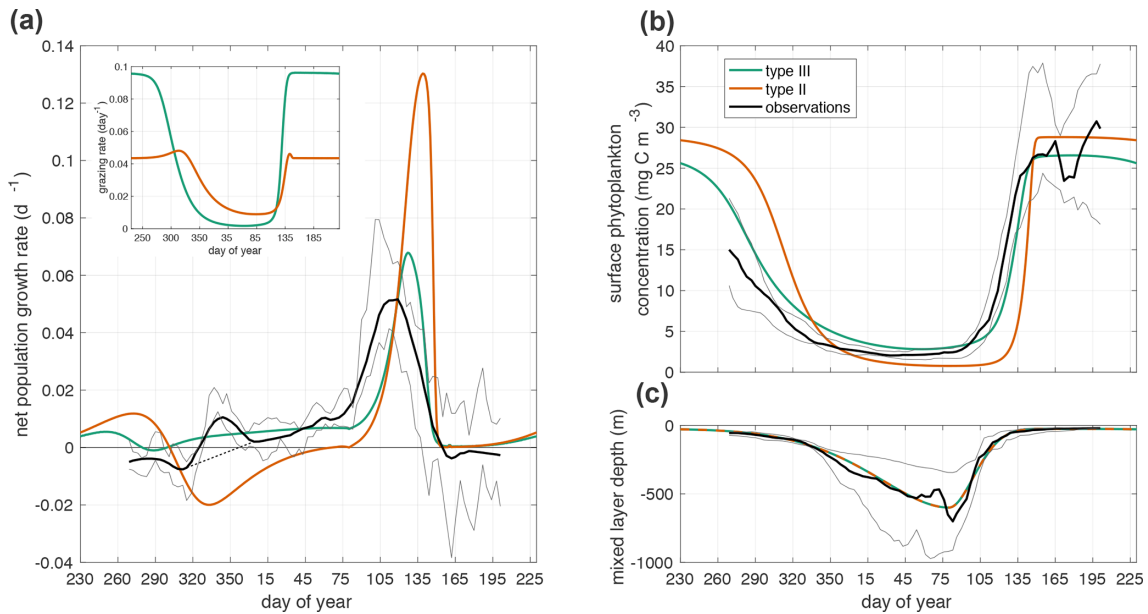 (a)
0.14
0.12
0.1
0.08
0.06
0.04
0.02
0
-0.02
-0.04
net population growth rate (d ⁻¹)
230 260 290 320 350 15 45 75 105 135 165 195 230
day of year
0.1
0.08
0.06
0.04
0.02
0
grazing rate (day⁻¹)
250 300 350 35 85 135 185
day of year
(b)
40
35
30
25
20
15
10
5
0
surface phytoplankton
concentration (mg C m ⁻³)
type III
type II
observations
(c)
0
-500
-1000
mixed layer depth (m)
230 260 290 320 350 15 45 75 105 135 165 195 230
day of year